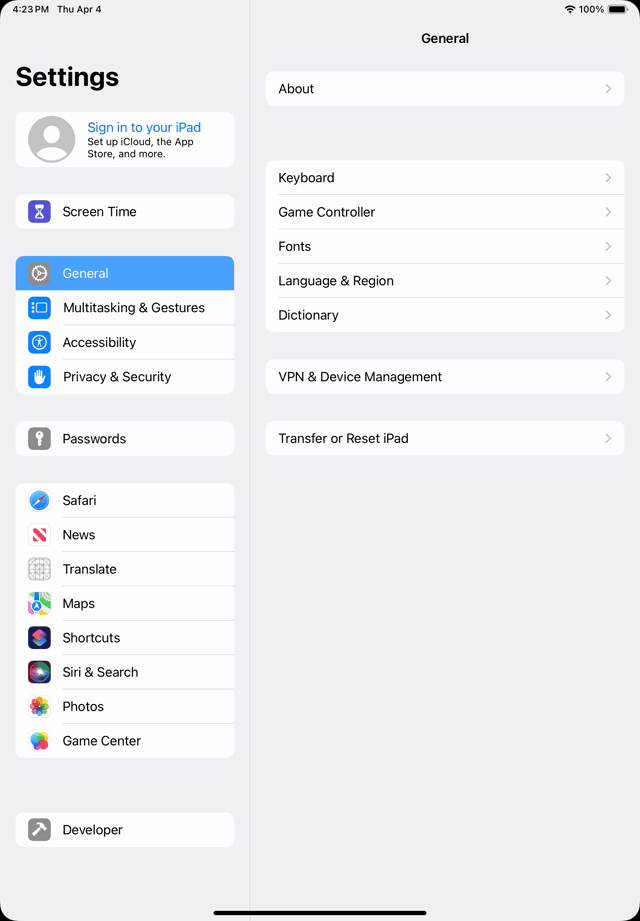 4:23 PM Thu Apr 4
100%
Settings
Sign in to your iPad
Set up iCloud, the App
Store, and more.
Screen Time
General
Multitasking & Gestures
Accessibility
Privacy & Security
Passwords
Safari
News
Translate
Maps
Shortcuts
Siri & Search
Photos
Game Center
Developer
General
About
Keyboard
Game Controller
Fonts
Language & Region
Dictionary
VPN & Device Management
Transfer or Reset iPad